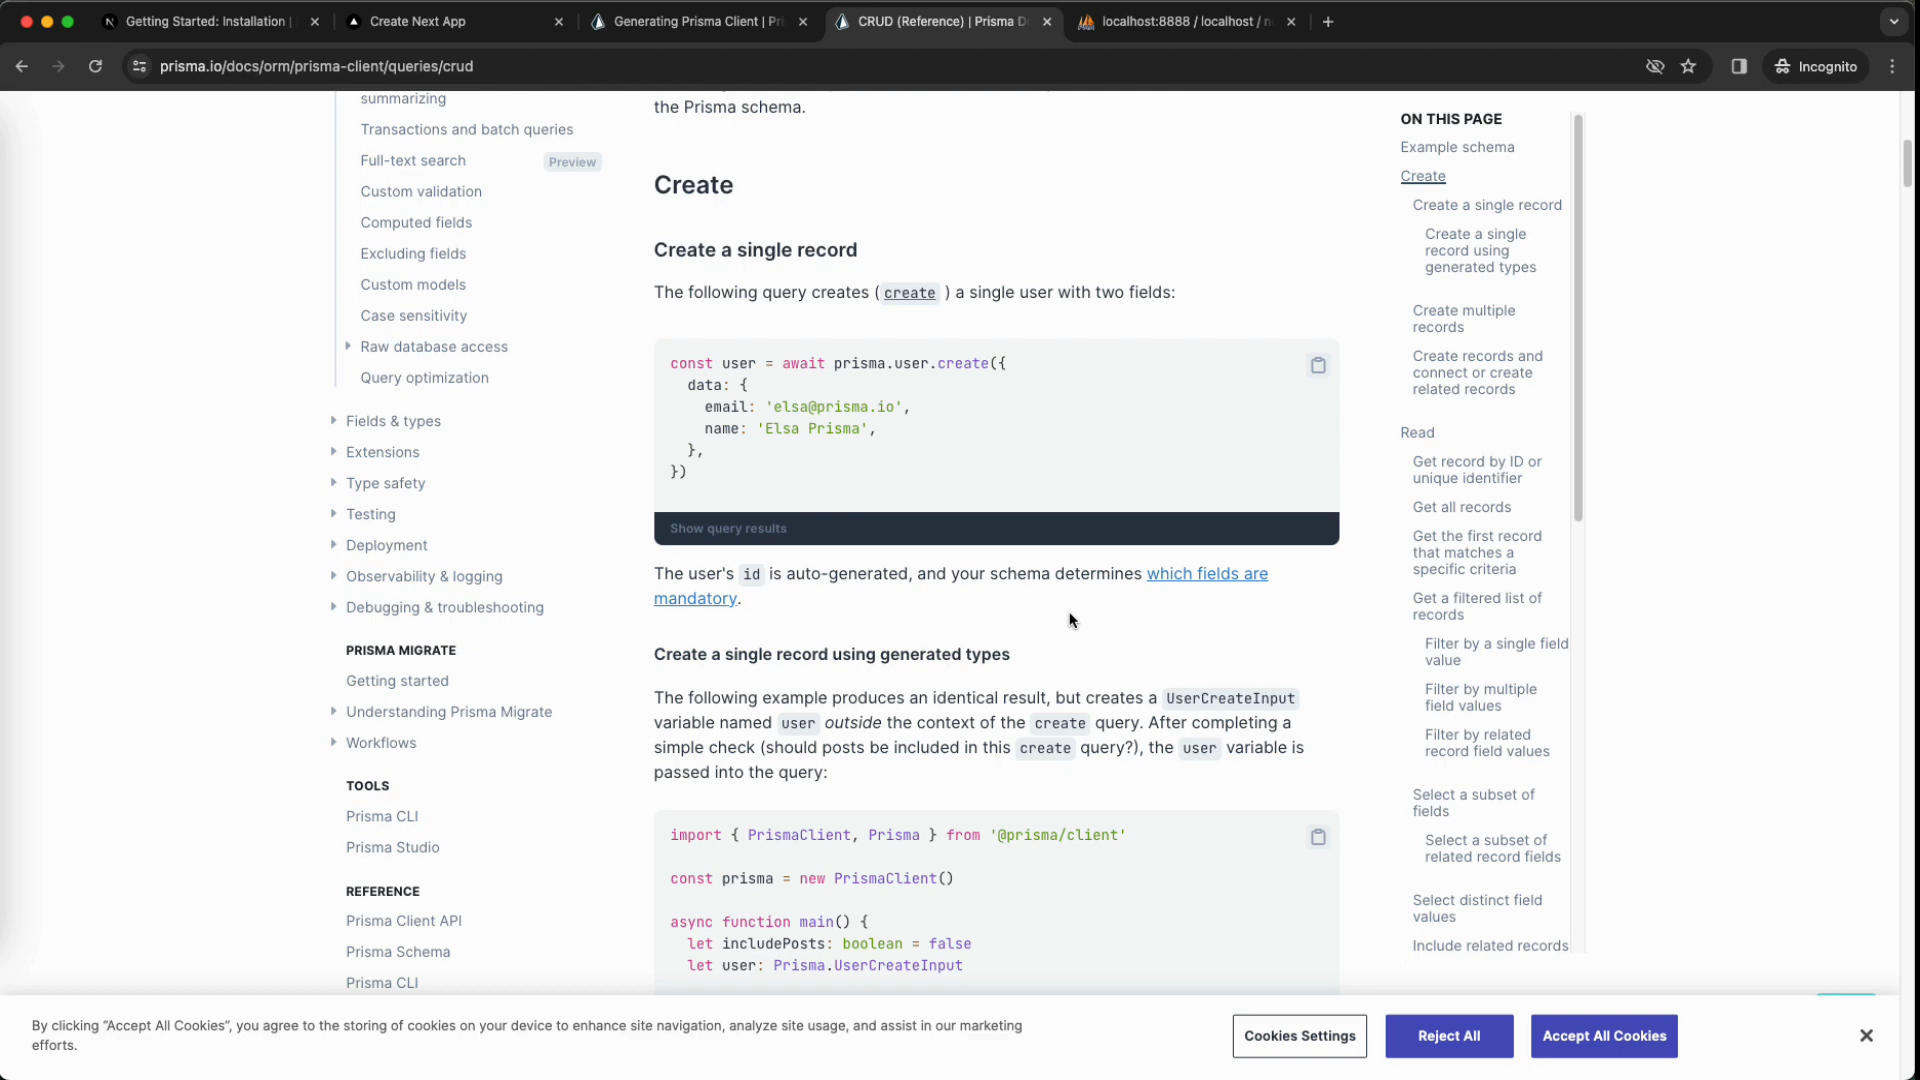 Getting Started: Installation |
Create Next App
Generating Prisma Client | Pri
CRUD (Reference) | Prisma D
localhost:8888 / localhost / n
prisma.io/docs/orm/prisma-client/queries/crud
Incognito
summarizing
Transactions and batch queries
Full-text search
Preview
Custom validation
Computed fields
Excluding fields
Custom models
Case sensitivity
Raw database access
Query optimization
Fields & types
Extensions
Type safety
Testing
Deployment
Observability & logging
Debugging & troubleshooting
PRISMA MIGRATE
Getting started
Understanding Prisma Migrate
Workflows
TOOLS
Prisma CLI
Prisma Studio
REFERENCE
Prisma Client API
Prisma Schema
Prisma CLI
the Prisma schema.
Create
Create a single record
The following query creates ( create ) a single user with two fields:
const user = await prisma.user.create({
data: {
email: 'elsa@prisma.io',
name: 'Elsa Prisma',
},
})
Show query results
The user's id is auto-generated, and your schema determines which fields are
mandatory.
Create a single record using generated types
The following example produces an identical result, but creates a UserCreateInput
variable named user outside the context of the create query. After completing a
simple check (should posts be included in this create query?), the user variable is
passed into the query:
import { PrismaClient, Prisma } from '@prisma/client'
const prisma = new PrismaClient()
async function main() {
let includePosts: boolean = false
let user: Prisma.UserCreateInput
ON THIS PAGE
Example schema
Create
Create a single record
Create a single
record using
generated types
Create multiple
records
Create records and
connect or create
related records
Read
Get record by ID or
unique identifier
Get all records
Get the first record
that matches a
specific criteria
Get a filtered list of
records
Filter by a single field
value
Filter by multiple
field values
Filter by related
record field values
Select a subset of
fields
Select a subset of
related record fields
Select distinct field
values
Include related records
By clicking "Accept All Cookies", you agree to the storing of cookies on your device to enhance site navigation, analyze site usage, and assist in our marketing
efforts.
Cookies Settings
Reject All
Accept All Cookies